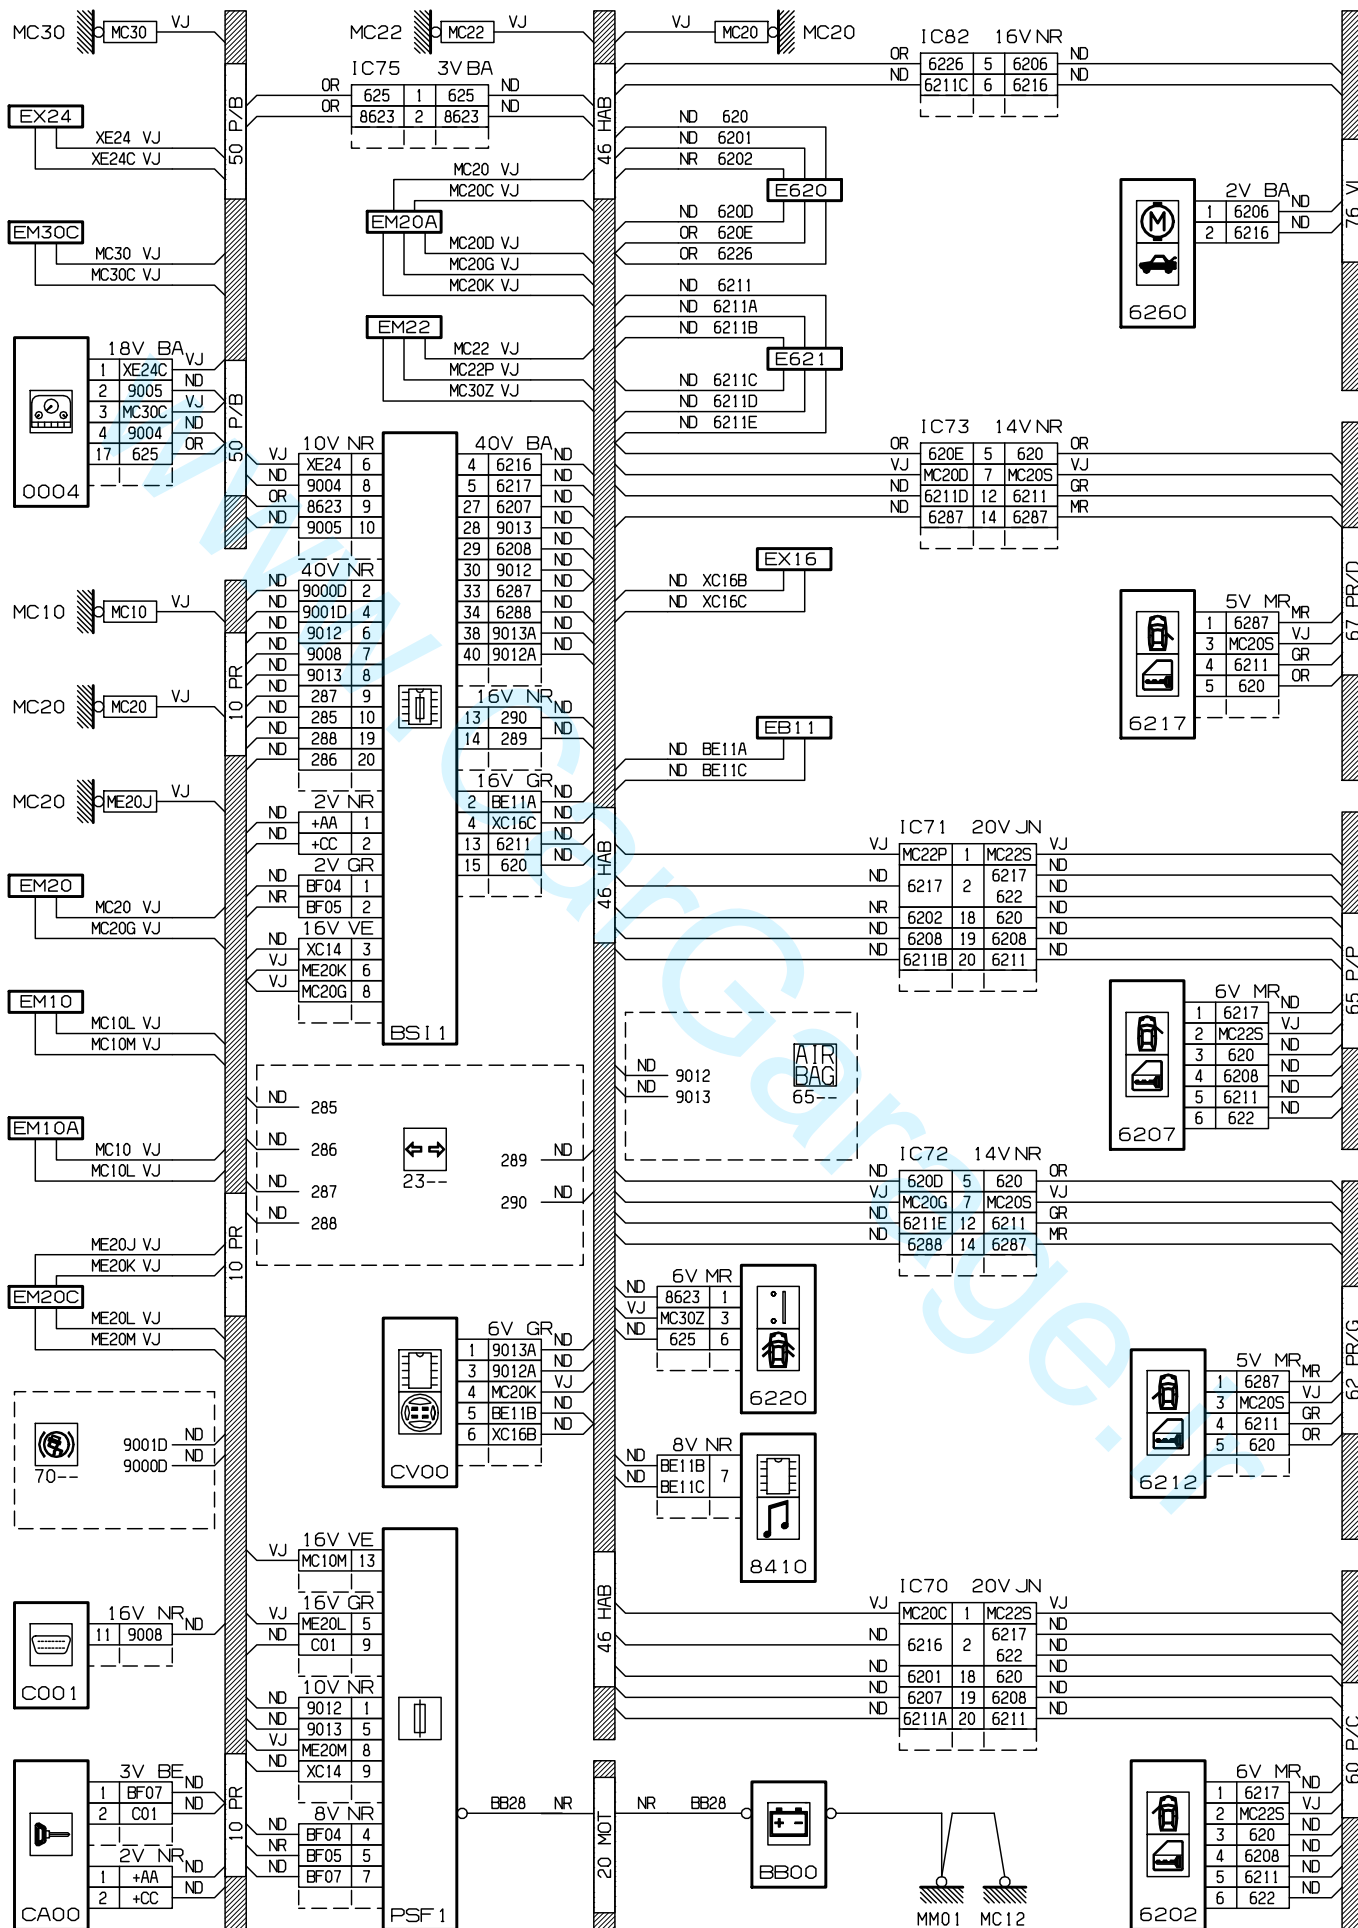 MC30 MC30 VJ
MC22 MC22 VJ
VJ MC20 MC20
IC82 16V NR
OR 6226 5 6206 ND
ND 6211C 6 6216 ND
IC75 3V BA
OR 625 1 625 ND
OR 8623 2 8623 ND
EX24
XE24 VJ
XE24C VJ
50 P/B
46 HAB
ND 620
ND 6201
NR 6202
E620
ND 620D
OR 620E
OR 6226
MC20 VJ
MC20C VJ
EM20A
MC20D VJ
MC20G VJ
MC20K VJ
EM30C
MC30 VJ
MC30C VJ
2V BA
1 6206 ND
2 6216 ND
M
6260
76 VL
ND 6211
ND 6211A
ND 6211B
E621
ND 6211C
ND 6211D
ND 6211E
EM22
MC22 VJ
MC22P VJ
MC30Z VJ
18V BA
1 XE24C VJ
2 9005 ND
3 MC30C VJ
4 9004 ND
17 625 OR
0004
50 P/B
10V NR
VJ XE24 6
ND 9004 8
OR 8623 9
ND 9005 10
40V NR
ND 9000D 2
ND 9001D 4
ND 9012 6
ND 9008 7
ND 9013 8
ND 287 9
ND 285 10
ND 288 19
ND 286 20
2V NR
ND +AA 1
ND +CC 2
2V GR
ND BF04 1
NR BF05 2
16V VE
ND XC14 3
VJ ME20K 6
VJ MC20G 8
BSI1
40V BA
4 6216 ND
5 6217 ND
27 6207 ND
28 9013 ND
29 6208 ND
30 9012 ND
33 6287 ND
34 6288 ND
38 9013A ND
40 9012A ND
16V NR
13 290 ND
14 289 ND
16V GR
2 BE11A ND
4 XC16C ND
13 6211 ND
15 620 ND
IC73 14V NR
OR 620E 5 620 OR
VJ MC20D 7 MC20S VJ
ND 6211D 12 6211 GR
ND 6287 14 6287 MR
EX16
ND XC16B
ND XC16C
67 PR/D
5V MR
1 6287 MR
3 MC20S VJ
4 6211 GR
5 620 OR
6217
MC10 MC10 VJ
10 PR
MC20 MC20 VJ
MC20 ME20J VJ
EB11
ND BE11A
ND BE11C
46 HAB
IC71 20V JN
VJ MC22P 1 MC22S VJ
ND 6217 2 6217 ND
622 ND
NR 6202 18 620 ND
ND 6208 19 6208 ND
ND 6211B 20 6211 ND
EM20
MC20 VJ
MC20G VJ
65 P/P
6V MR
1 6217 ND
2 MC22S VJ
3 620 ND
4 6208 ND
5 6211 ND
6 622 ND
6207
EM10
MC10L VJ
MC10M VJ
ND 9012
ND 9013
AIR
BAG
65--
EM10A
MC10 VJ
MC10L VJ
ND 285
ND 286
ND 287
ND 288
23--
289 ND
290 ND
IC72 14V NR
ND 620D 5 620 OR
VJ MC20G 7 MC20S VJ
ND 6211E 12 6211 GR
ND 6288 14 6287 MR
10 PR
ME20J VJ
ME20K VJ
EM20C
ME20L VJ
ME20M VJ
6V MR
ND 8623 1
VJ MC30Z 3
ND 625 6
6220
6V GR
1 9013A ND
3 9012A ND
4 MC20K VJ
5 BE11B ND
6 XC16B ND
CV00
62 PR/G
5V MR
1 6287 MR
3 MC20S VJ
4 6211 GR
5 620 OR
6212
9001D ND
9000D ND
70--
8V NR
ND BE11B 7
ND BE11C
8410
16V VE
VJ MC10M 13
16V GR
VJ ME20L 5
ND C01 9
10V NR
ND 9012 1
ND 9013 5
VJ ME20M 8
ND XC14 9
8V NR
ND BF04 4
NR BF05 5
ND BF07 7
PSF1
46 HAB
IC70 20V JN
VJ MC20C 1 MC22S VJ
ND 6216 2 6217 ND
622 ND
ND 6201 18 620 ND
ND 6207 19 6208 ND
ND 6211A 20 6211 ND
16V NR
11 9008 ND
C001
3V BE
1 BF07 ND
2 C01 ND
2V NR
1 +AA ND
2 +CC ND
CA00
10 PR
BB28 NR
20 MOT
NR BB28
+ -
BB00
MM01 MC12
60 P/C
6V MR
1 6217 ND
2 MC22S VJ
3 620 ND
4 6208 ND
5 6211 ND
6 622 ND
6202
www.CarGarage.ir